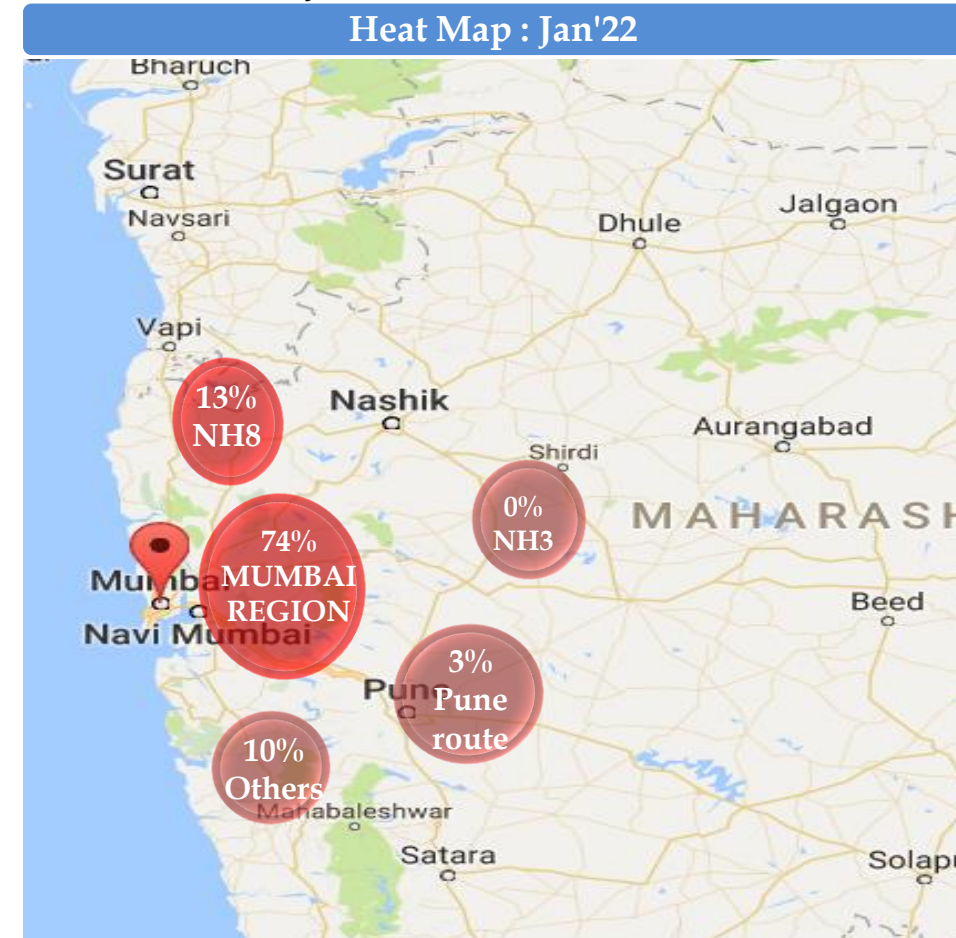 Heat Map : Jan'22
Bharuch
Surat
Navsari
Dhule
Jalgaon
Vapi
13%
NH8
Nashik
Aurangabad
Shirdi
0%
NH3
MAHARASH
74%
MUMBAI
REGION
Mumbai
Navi Mumbai
Beed
3%
Pune
Pune
route
10%
Others
Mahabaleshwar
Satara
Solap